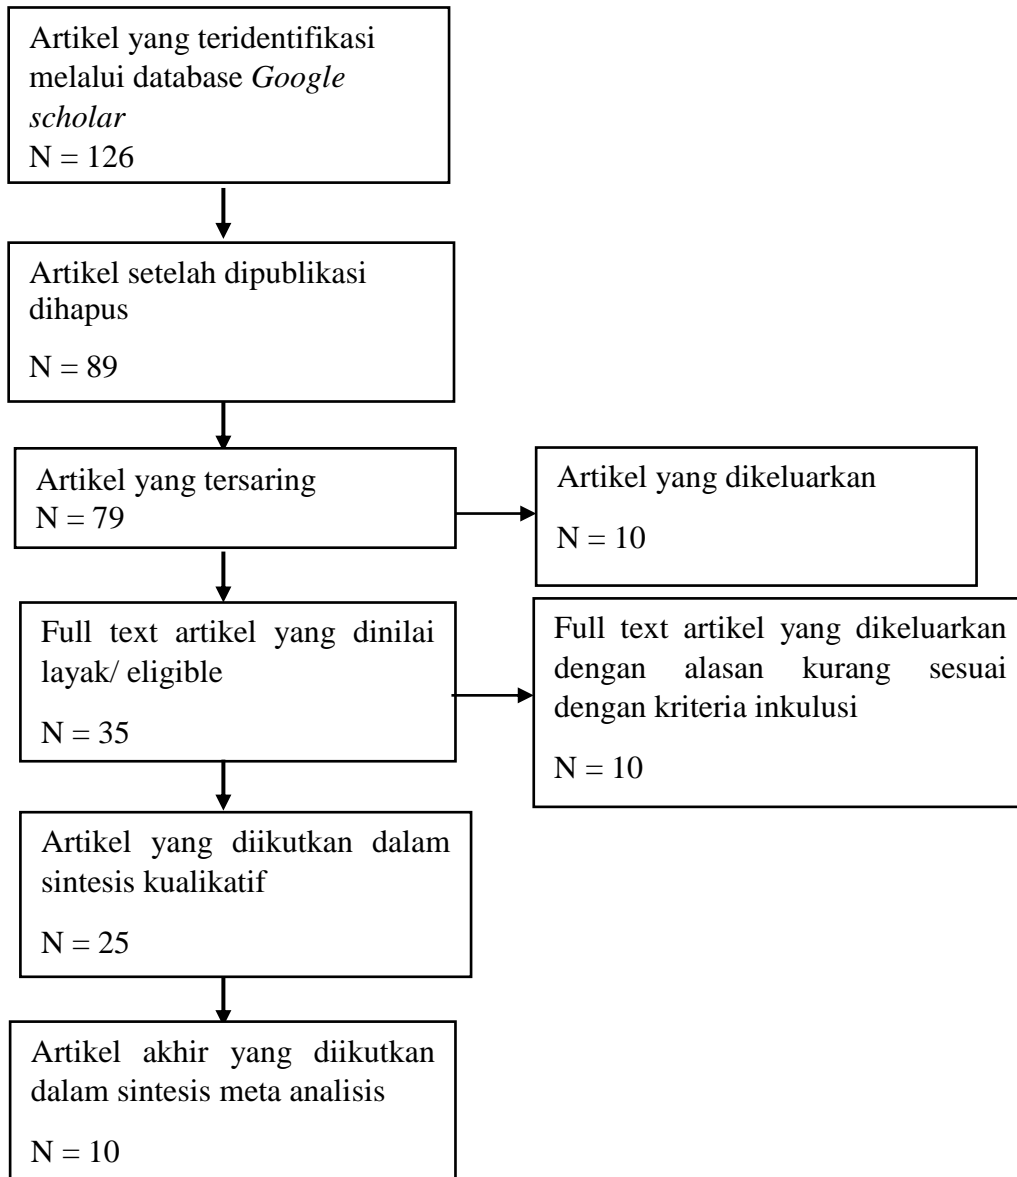 Artikel yang teridentifikasi
melalui database Google
scholar
N = 126
Artikel setelah dipublikasi
dihapus
N = 89
Artikel yang tersaring
N = 79
Artikel yang dikeluarkan
N = 10
Full text artikel yang dinilai
layak/ eligible
N = 35
Full text artikel yang dikeluarkan
dengan alasan kurang sesuai
dengan kriteria inkulusi
N = 10
Artikel yang diikutkan dalam
sintesis kualikatif
N = 25
Artikel akhir yang diikutkan
dalam sintesis meta analisis
N = 10